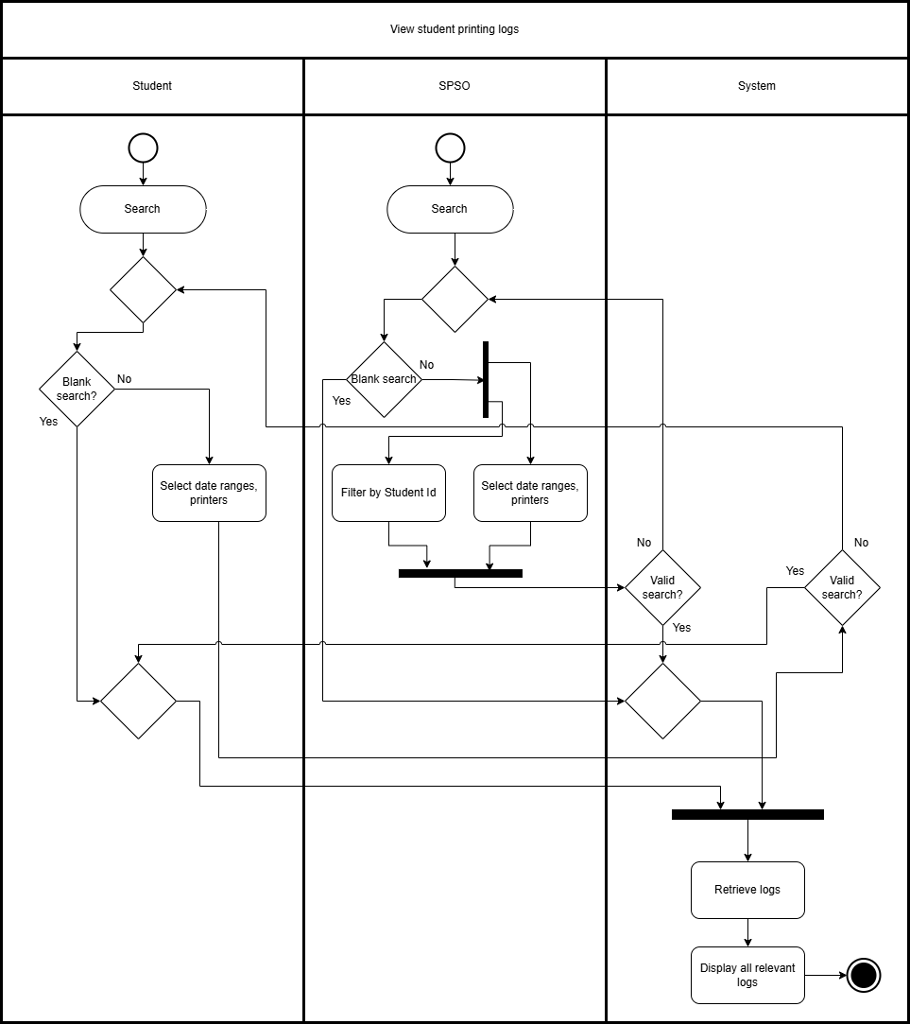 View student printing logs
Student
SPSO
System
Search
Search
Blank
search?
No
Yes
Blank search
No
Yes
Select date ranges,
printers
Filter by Student Id
Select date ranges,
printers
No
Valid
search?
Yes
No
Yes
Valid
search?
Retrieve logs
Display all relevant
logs